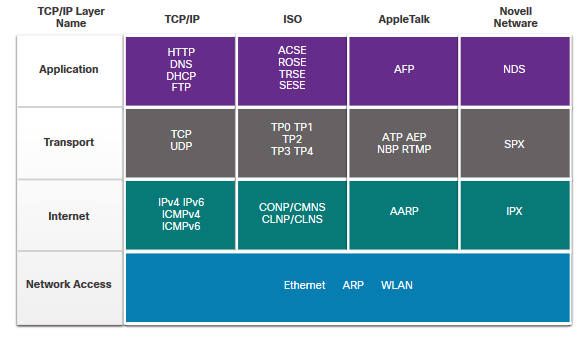 TCP/IP Layer
Name
TCP/IP
ISO
AppleTalk
Novell
Netware
Application
HTTP
DNS
DHCP
FTP
ACSE
ROSE
TRSE
SESE
AFP
NDS
Transport
TCP
UDP
TP0 TP1
TP2
TP3 TP4
ATP AEP
NBP RTMP
SPX
Internet
IPv4 IPv6
ICMPv4
ICMPv6
CONP/CMNS
CLNP/CLNS
AARP
IPX
Network Access
Ethernet ARP WLAN